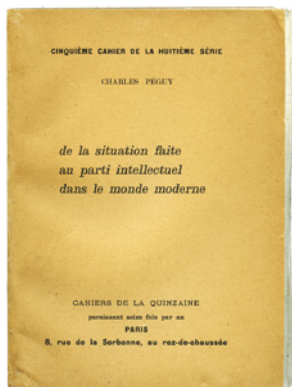 CINQUIÈME CAHIER DE LA HUITIÈME SÉRIE
CHARLES PÉGUY
de la situation faite
au parti intellectuel
dans le monde moderne
CAHIERS DE LA QUINZAINE
paraissant seize fois par an
PARIS
8, rue de la Sorbonne, au rez-de-chaussée